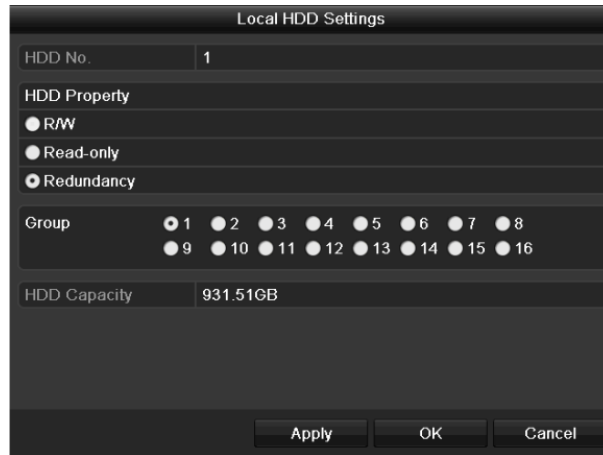 Local HDD Settings
HDD No. 1
HDD Property
R/W
Read-only
Redundancy
Group 1 2 3 4 5 6 7 8
9 10 11 12 13 14 15 16
HDD Capacity 931.51GB
Apply OK Cancel